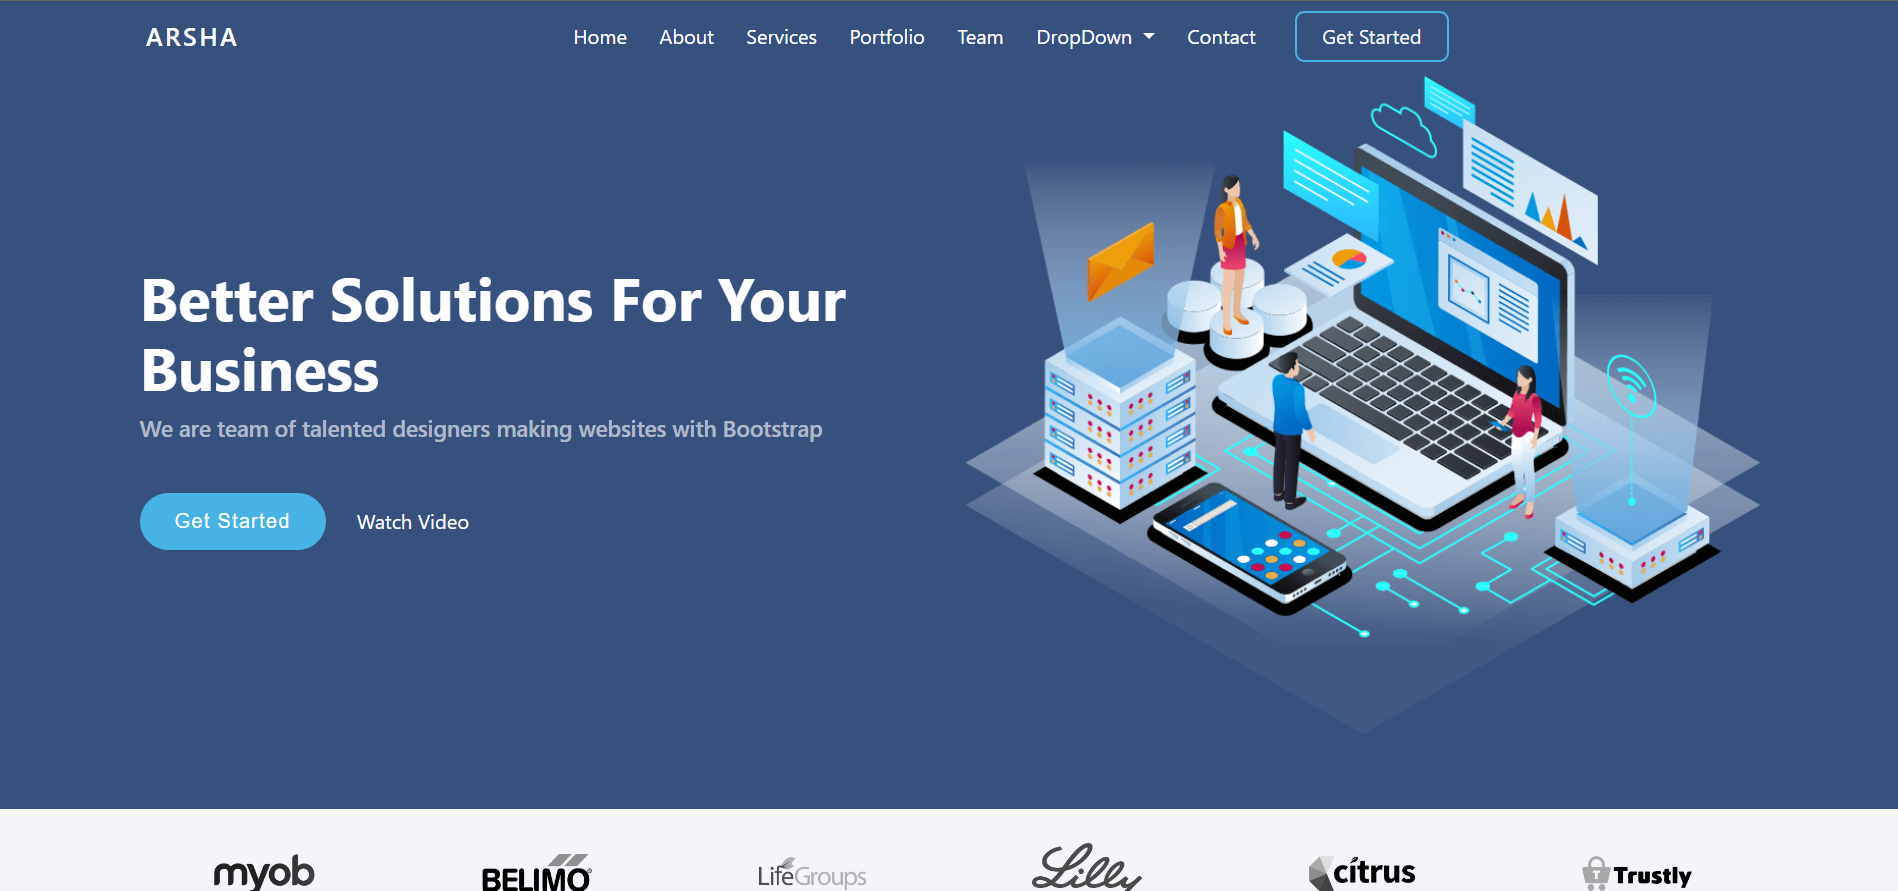 ARSHA
Home About Services Portfolio Team DropDown Contact Get Started
Better Solutions For Your
Business
We are team of talented designers making websites with Bootstrap
Get Started Watch Video
myob BELIMO LifeGroups Lilly citrus Trustly